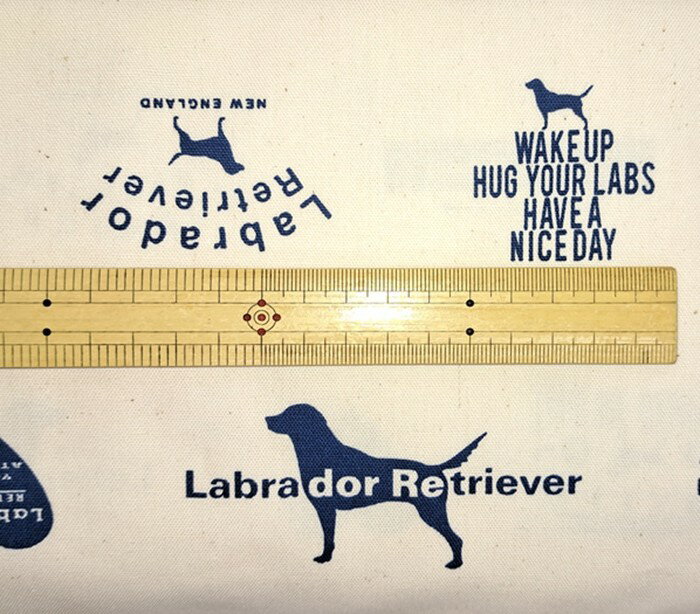 Labrador
Retriever
NEW ENGLAND
WAKE UP
HUG YOUR LABS
HAVE A
NICE DAY
Labrador Retriever